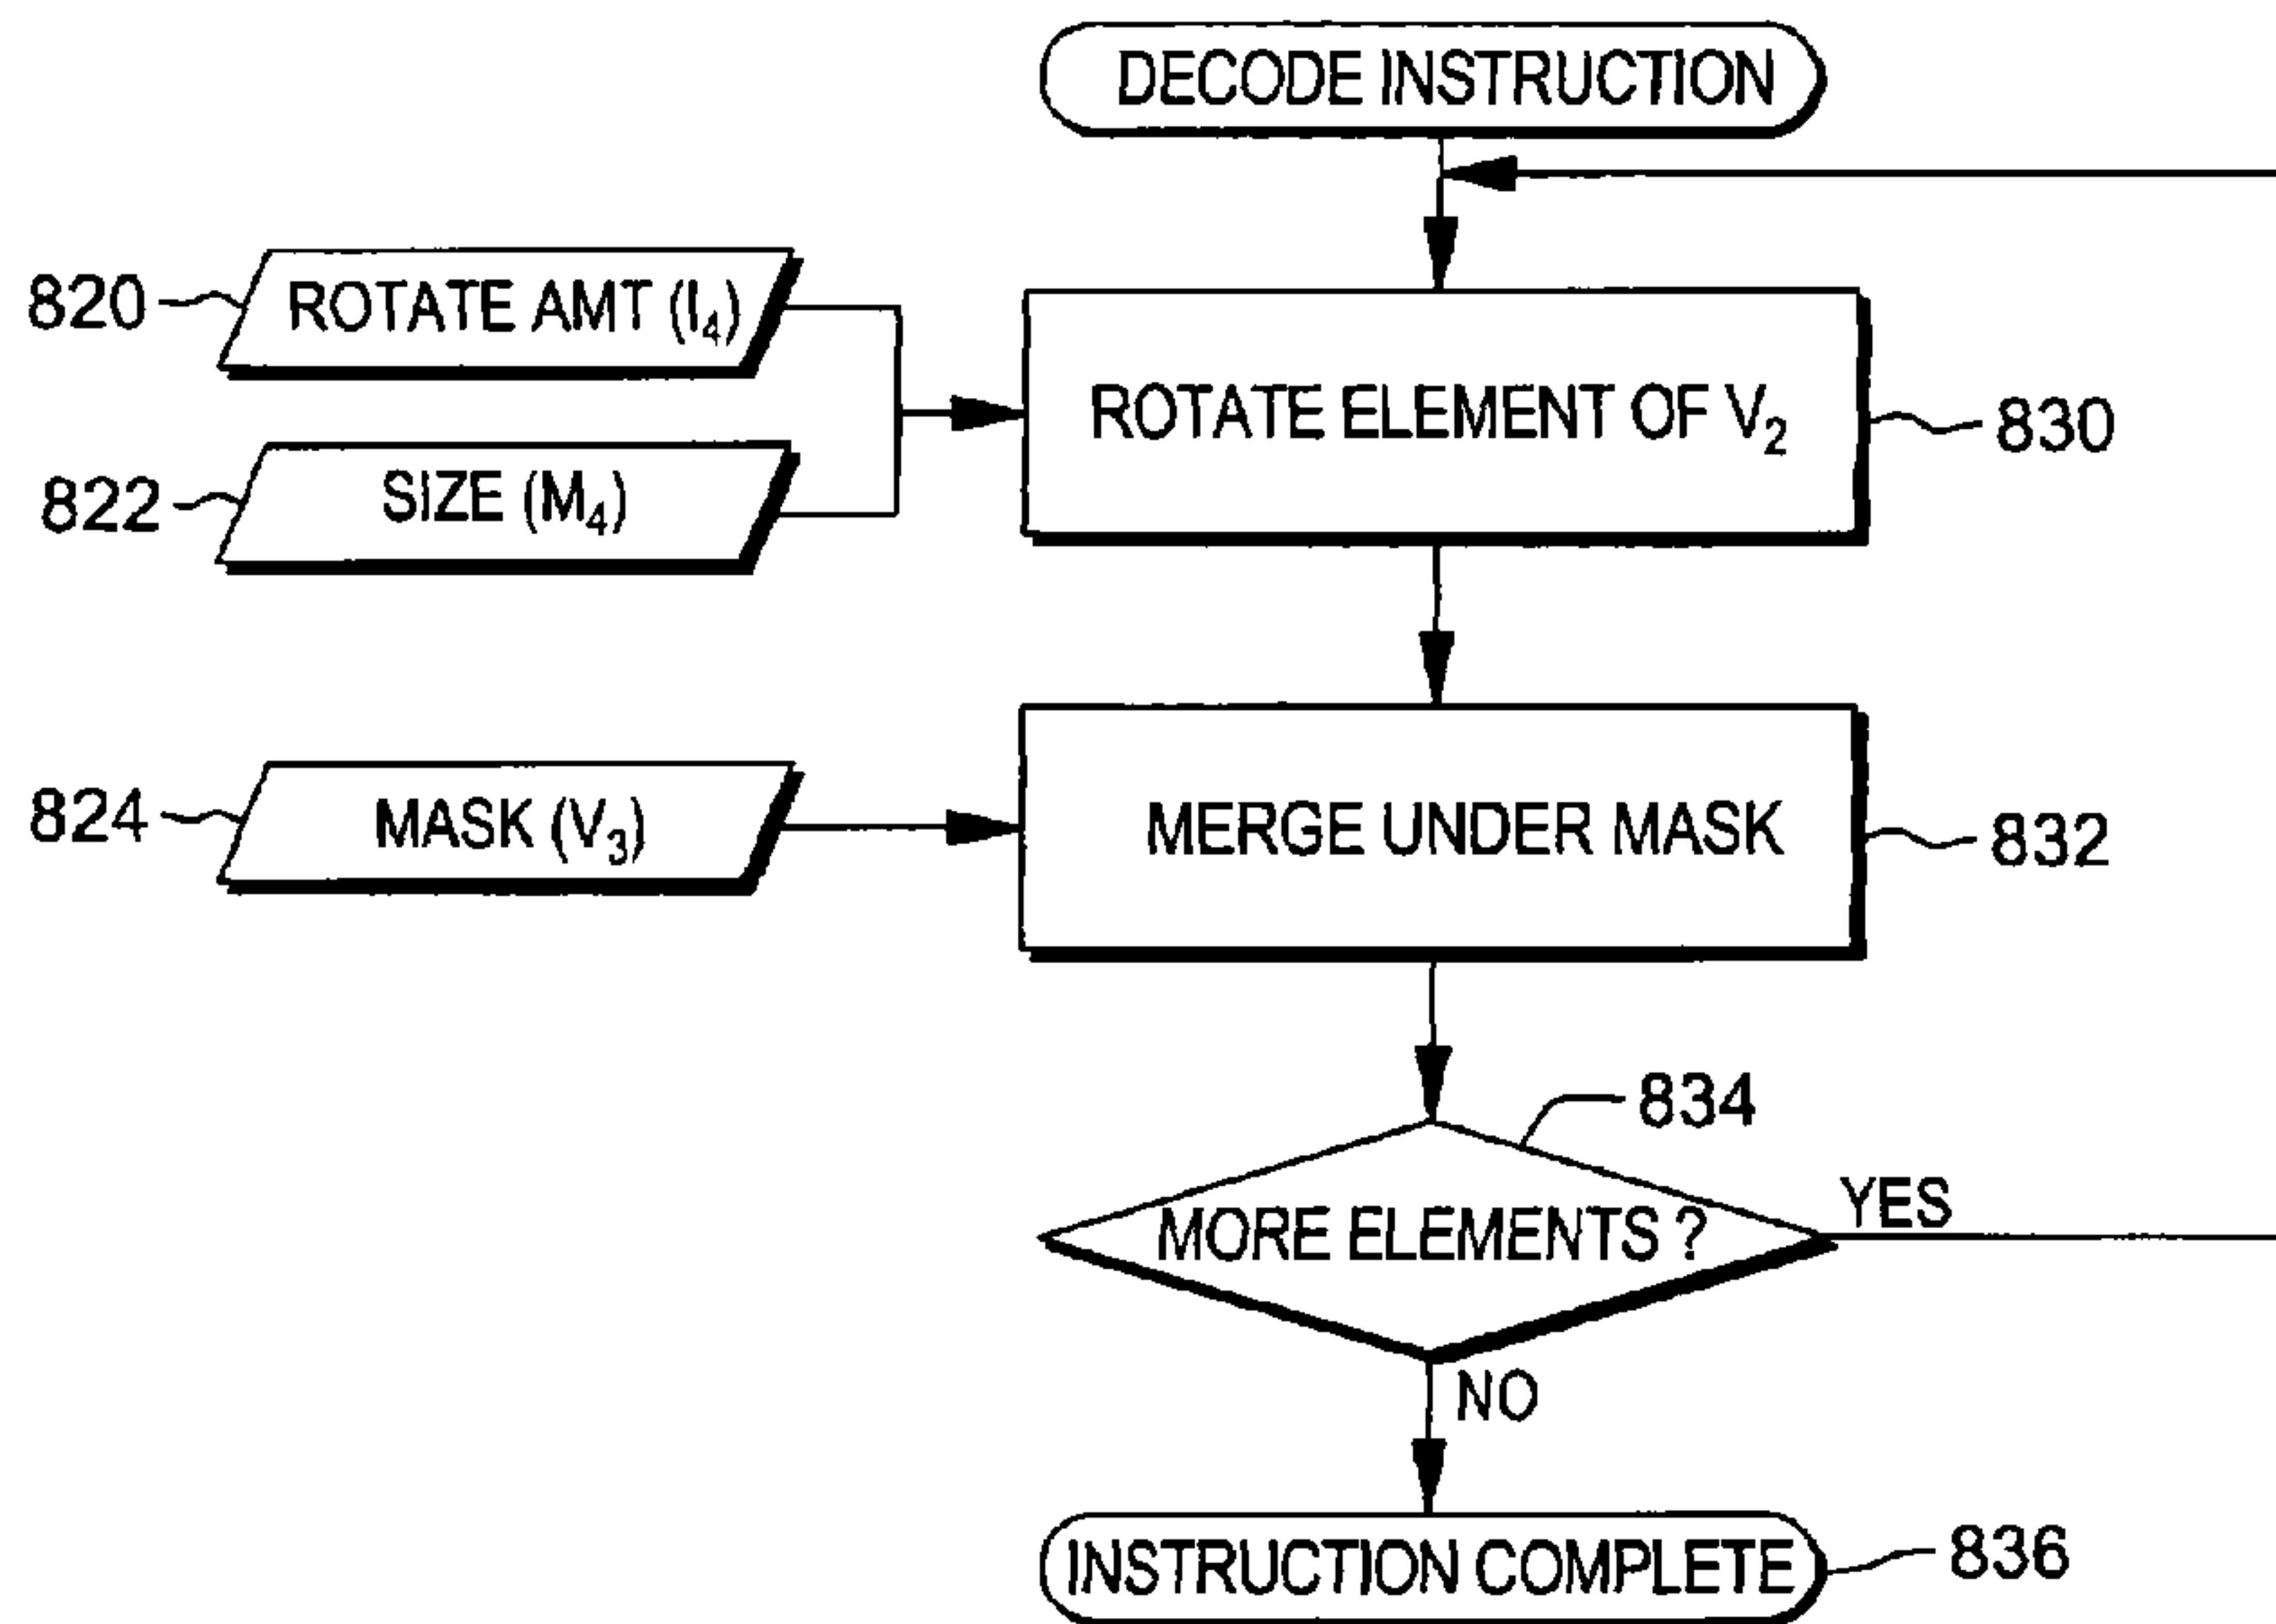 DECODE INSTRUCTION
820 ROTATE AMT (I₄)
822 SIZE (M₄)
ROTATE ELEMENT OF V₂ 830
824 MASK (V₃)
MERGE UNDER MASK 832
834
MORE ELEMENTS ?
YES
NO
INSTRUCTION COMPLETE 836